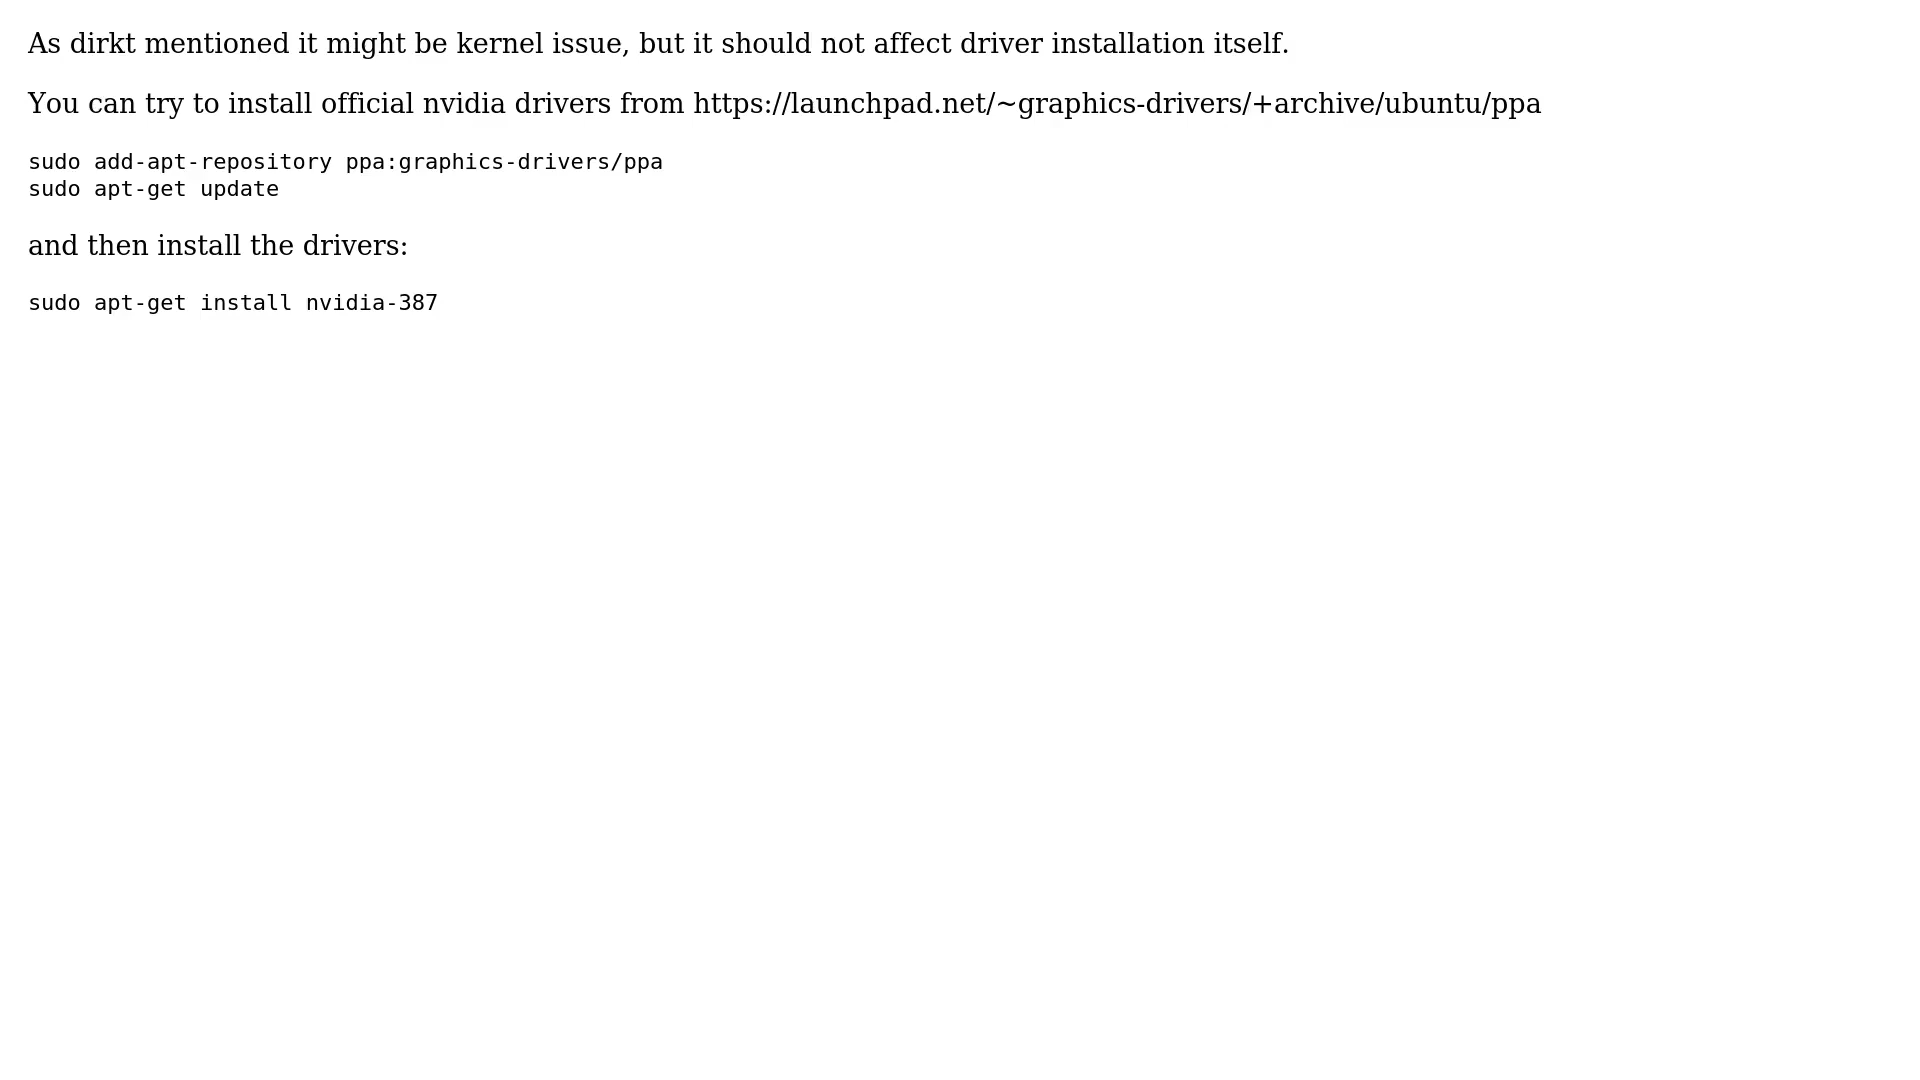 As dirkt mentioned it might be kernel issue, but it should not affect driver installation itself.
You can try to install official nvidia drivers from https://launchpad.net/~graphics-drivers/+archive/ubuntu/ppa
sudo add-apt-repository ppa:graphics-drivers/ppa
sudo apt-get update
and then install the drivers:
sudo apt-get install nvidia-387